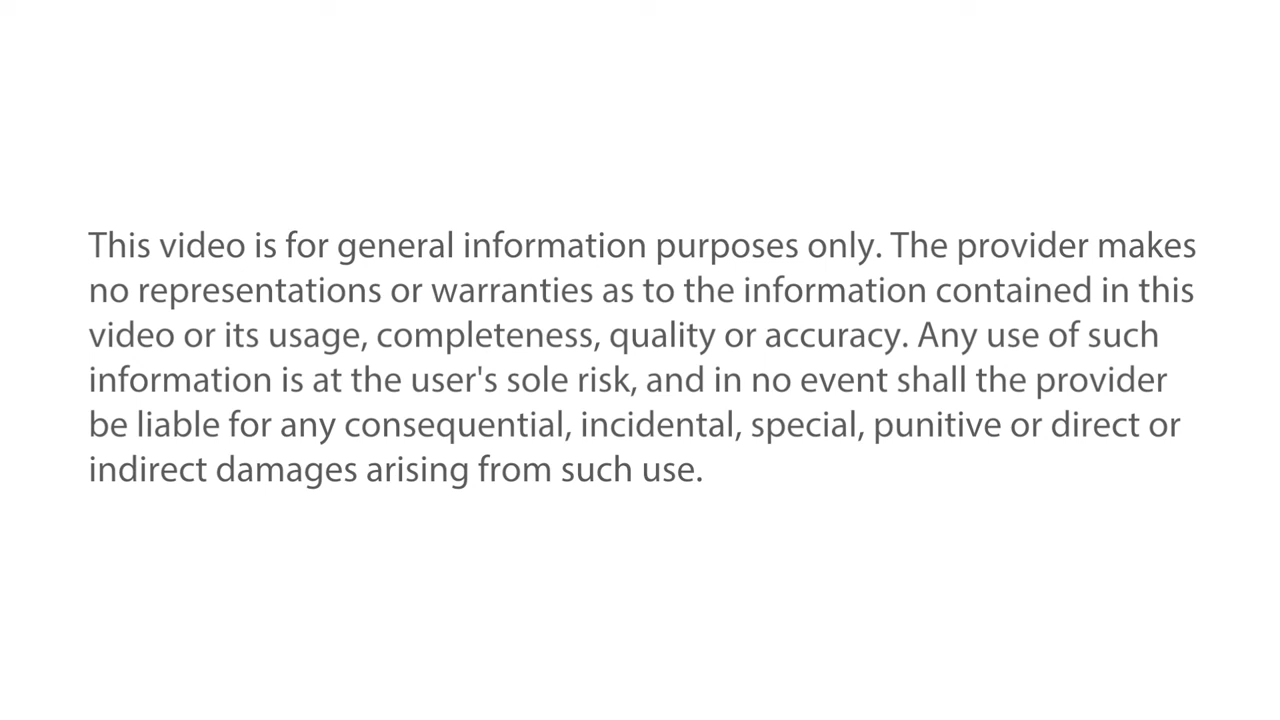 This video is for general information purposes only. The provider makes
no representations or warranties as to the information contained in this
video or its usage, completeness, quality or accuracy. Any use of such
information is at the user's sole risk, and in no event shall the provider
be liable for any consequential, incidental, special, punitive or direct or
indirect damages arising from such use.